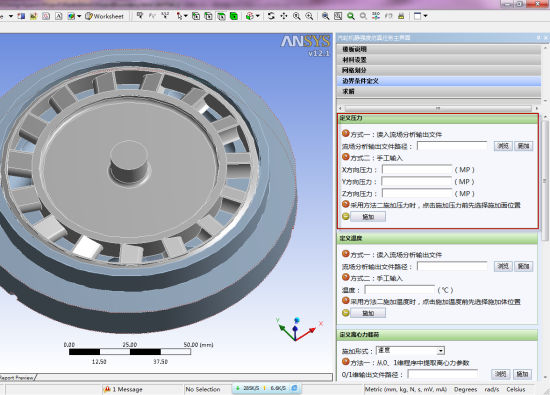 Worksheet
ANSYS
v12.1
0.00 25.00 50.00 (mm)
12.50 37.50
模板说明
材料设置
网格划分
边界条件定义
求解
定义压力
方式一:读入流场分析输出文件
流场分析输出文件路径: 浏览 施加
方式二:手工输入
X方向压力: (MP)
Y方向压力: (MP)
Z方向压力: (MP)
采用方法二施加压力时,点击施加压力前先选择施加面位置
施加
定义温度
方式一:读入流场分析输出文件
流场分析输出文件路径: 浏览 施加
方式二:手工输入
温度: (℃)
采用方法二施加温度时,点击施加温度前先选择施加体位置
施加
定义离心力载荷
施加形式: 速度
方法一:从0、1维程序中提取离心力参数
0/1维输出文件路径: 浏览 施加
Report Preview
1 Message No Selection 285K/S 6.6K/S Metric (mm, kg, N, s, mV, mA) Degrees rad/s Celsius